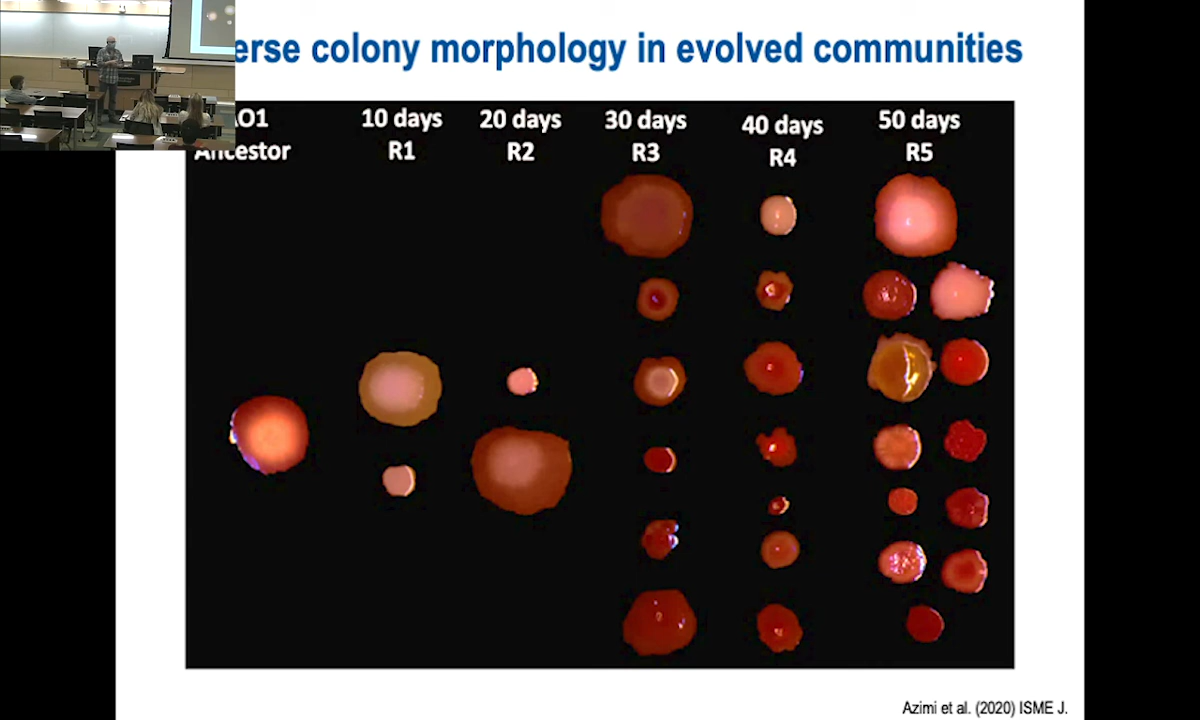 erse colony morphology in evolved communities
AO1 10 days 20 days 30 days 40 days 50 days
Ancestor R1 R2 R3 R4 R5
Azimi et al. (2020) ISME J.